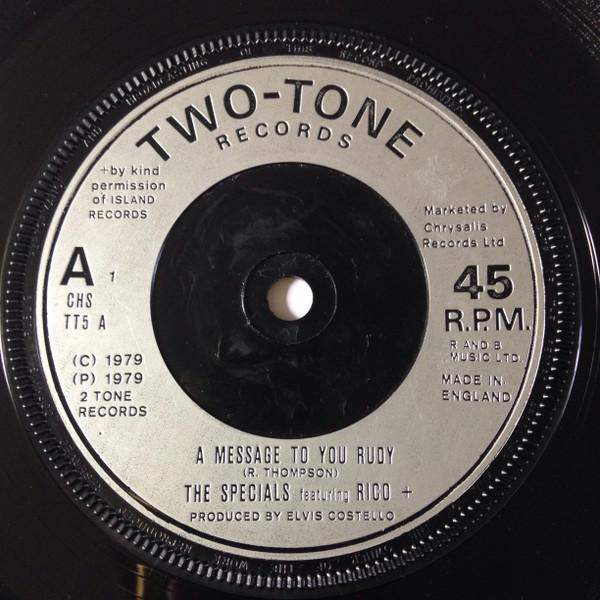 TWO-TONE
RECORDS
+by kind
permission
of ISLAND
RECORDS
Marketed by
Chrysalis
Records Ltd
A 1
CHS
TT5 A
45
R.P.M.
R AND B
MUSIC LTD.
(C) 1979
(P) 1979
2 TONE
RECORDS
MADE IN
ENGLAND
A MESSAGE TO YOU RUDY
(R. THOMPSON)
THE SPECIALS featuring RICO +
PRODUCED BY ELVIS COSTELLO